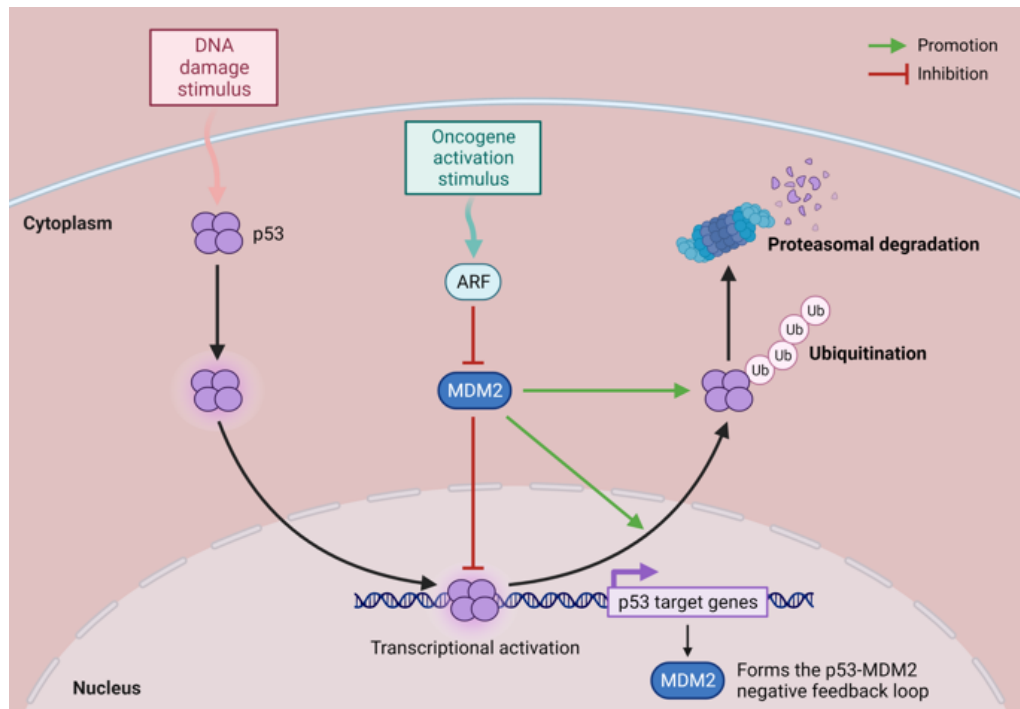 DNA
damage
stimulus
Promotion
Inhibition
Oncogene
activation
stimulus
Cytoplasm
p53
Proteasomal degradation
ARF
Ub
Ub
Ub
Ub
Ubiquitination
MDM2
p53 target genes
Transcriptional activation
MDM2
Forms the p53-MDM2
negative feedback loop
Nucleus